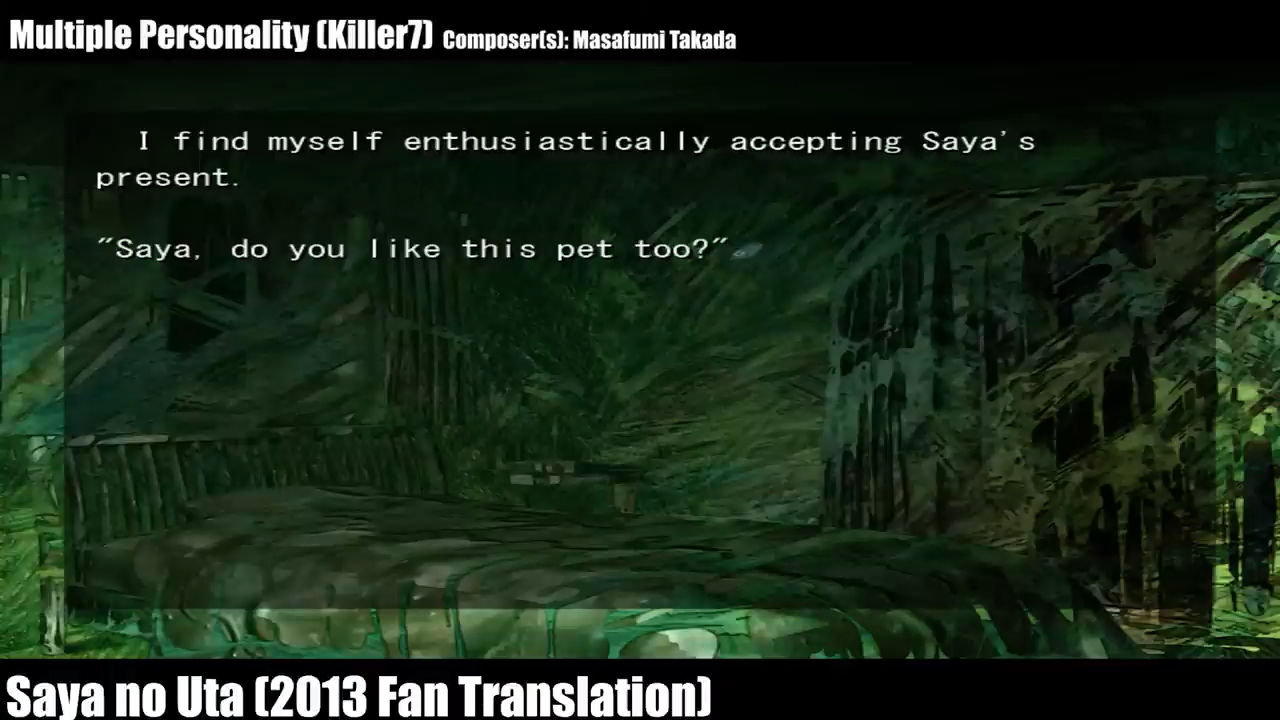 Multiple Personality (Killer7) Composer(s): Masafumi Takada
I find myself enthusiastically accepting Saya's
present.
"Saya, do you like this pet too?"
Saya no Uta (2013 Fan Translation)